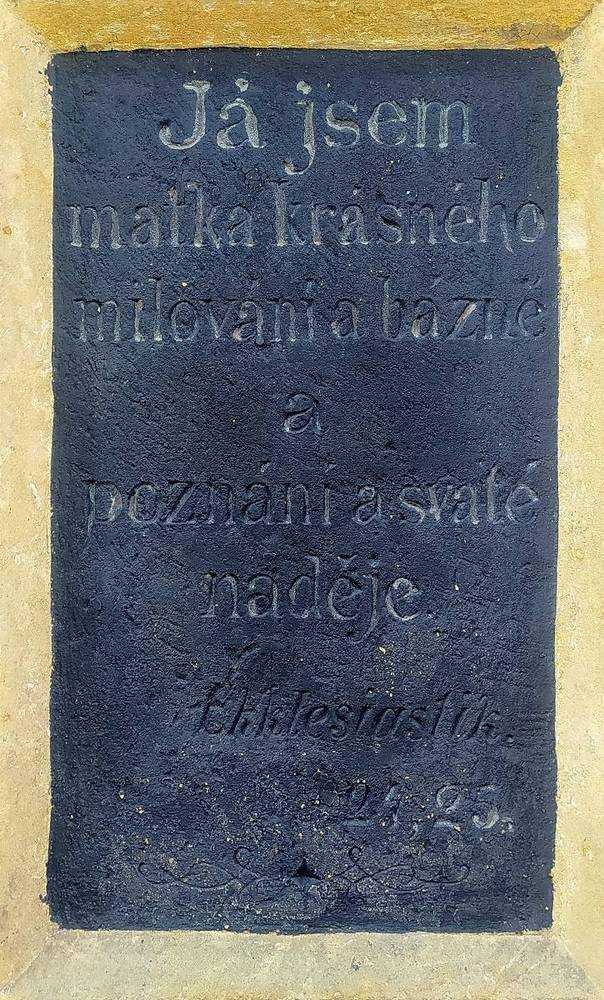 Já jsem
matka krásného
milování a bázně
a
poznání a svaté
naděje.
Ekklesiastik.
24,25.